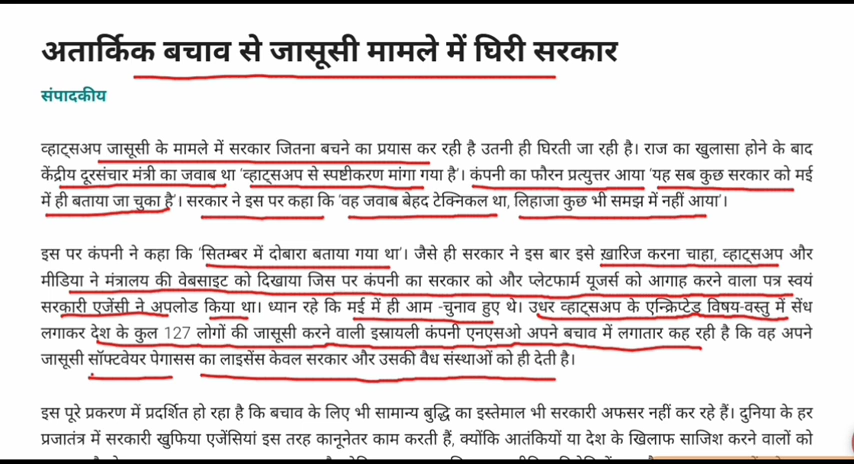 अतार्किक बचाव से जासूसी मामले में घिरी सरकार
संपादकीय
व्हाट्सअप जासूसी के मामले में सरकार जितना बचने का प्रयास कर रही है उतनी ही घिरती जा रही है। राज का खुलासा होने के बाद
केंद्रीय दूरसंचार मंत्री का जवाब था 'व्हाट्सअप से स्पष्टीकरण मांगा गया है'। कंपनी का फौरन प्रत्युत्तर आया 'यह सब कुछ सरकार को मई
में ही बताया जा चुका है'। सरकार ने इस पर कहा कि 'वह जवाब बेहद टेक्निकल था, लिहाजा कुछ भी समझ में नहीं आया'।
इस पर कंपनी ने कहा कि 'सितम्बर में दोबारा बताया गया था'। जैसे ही सरकार ने इस बार इसे ख़ारिज करना चाहा, व्हाट्सअप और
मीडिया ने मंत्रालय की वेबसाइट को दिखाया जिस पर कंपनी का सरकार को और प्लेटफार्म यूजर्स को आगाह करने वाला पत्र स्वयं
सरकारी एजेंसी ने अपलोड किया था। ध्यान रहे कि मई में ही आम -चुनाव हुए थे। उधर व्हाट्सअप के एन्क्रिप्टेड विषय-वस्तु में सेंध
लगाकर देश के कुल 127 लोगों की जासूसी करने वाली इस्रायली कंपनी एनएसओ अपने बचाव में लगातार कह रही है कि वह अपने
जासूसी सॉफ्टवेयर पेगासस का लाइसेंस केवल सरकार और उसकी वैध संस्थाओं को ही देती है।
इस पूरे प्रकरण में प्रदर्शित हो रहा है कि बचाव के लिए भी सामान्य बुद्धि का इस्तेमाल भी सरकारी अफसर नहीं कर रहे हैं। दुनिया के हर
प्रजातंत्र में सरकारी खुफिया एजेंसियां इस तरह कानूनेतर काम करती हैं, क्योंकि आतंकियों या देश के खिलाफ साजिश करने वालों को